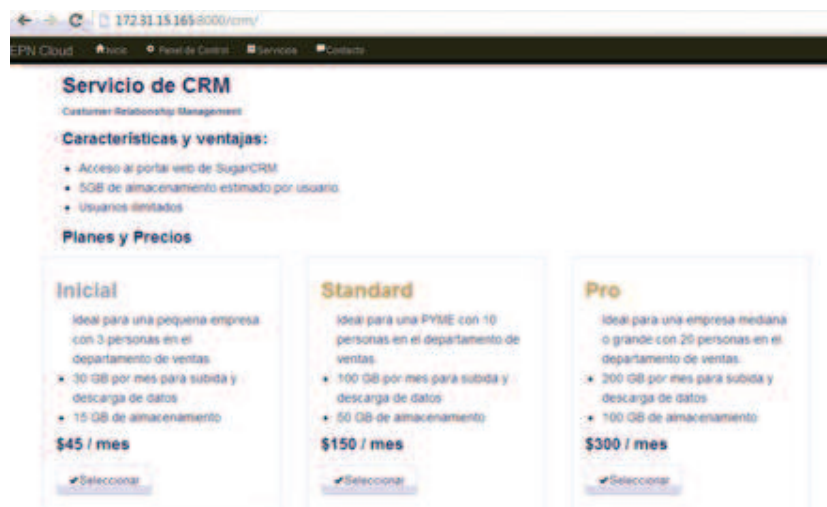 172.31.15.165:8000/crm/
EPN Cloud Inicio Panel de Control Servicios Contacto
Servicio de CRM
Customer Relationship Management
Características y ventajas:
Acceso al portal web de SugarCRM
5GB de almacenamiento estimado por usuario
Usuarios ilimitados
Planes y Precios
Inicial
Ideal para una pequena empresa
con 3 personas en el
departamento de ventas
30 GB por mes para subida y
descarga de datos
15 GB de almacenamiento
$45 / mes
Seleccionar
Standard
Ideal para una PYME con 10
personas en el departamento de
ventas
100 GB por mes para subida y
descarga de datos
50 GB de almacenamiento
$150 / mes
Seleccionar
Pro
Ideal para una empresa mediana
o grande con 20 personas en el
departamento de ventas
200 GB por mes para subida y
descarga de datos
100 GB de almacenamiento
$300 / mes
Seleccionar